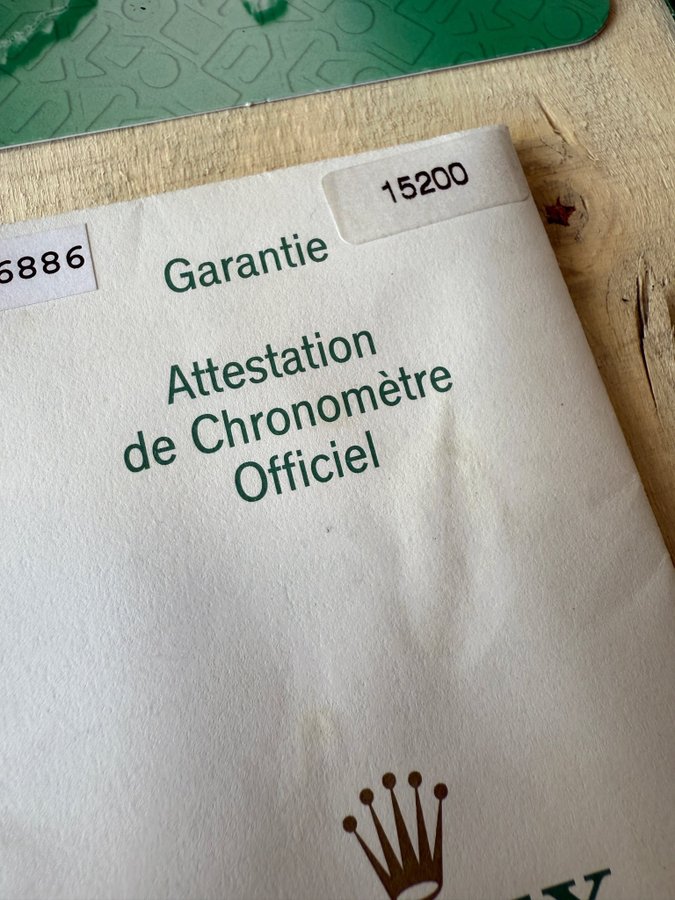 15200
6886
Garantie
Attestation
de Chronomètre
Officiel